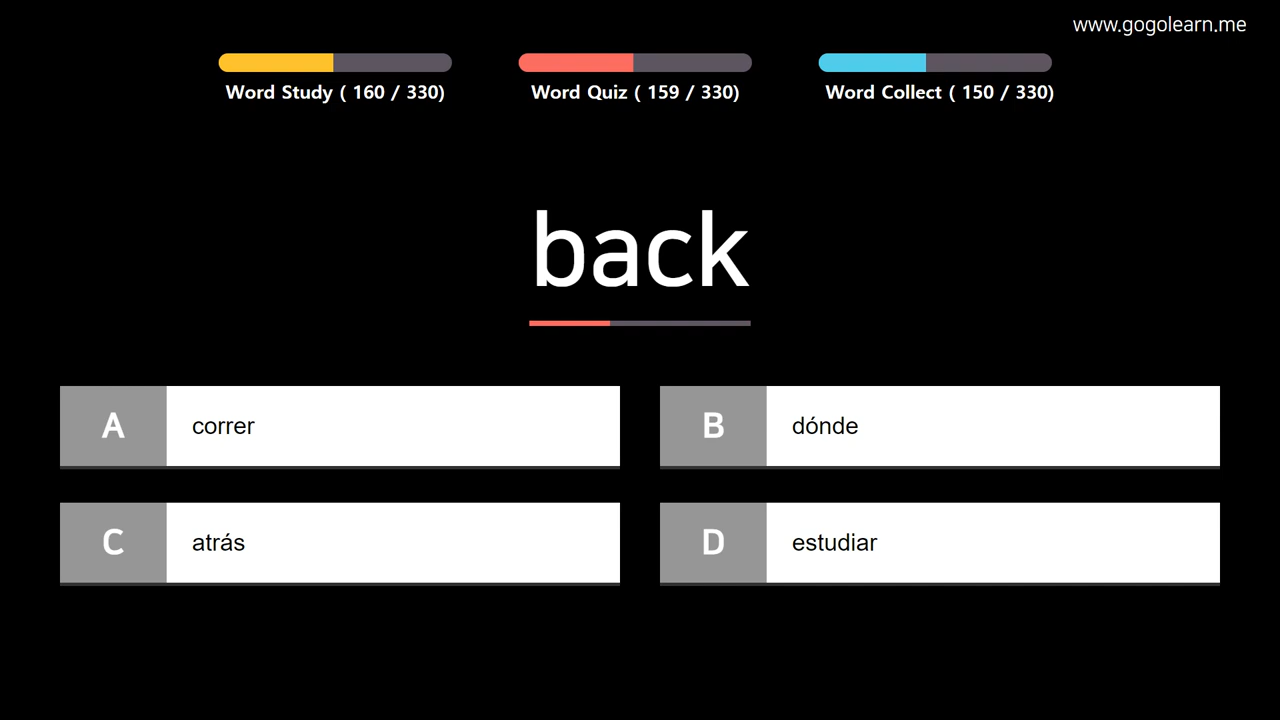 www.gogolearn.me
Word Study ( 160 / 330)
Word Quiz ( 159 / 330)
Word Collect ( 150 / 330)
back
A
correr
B
dónde
C
atrás
D
estudiar